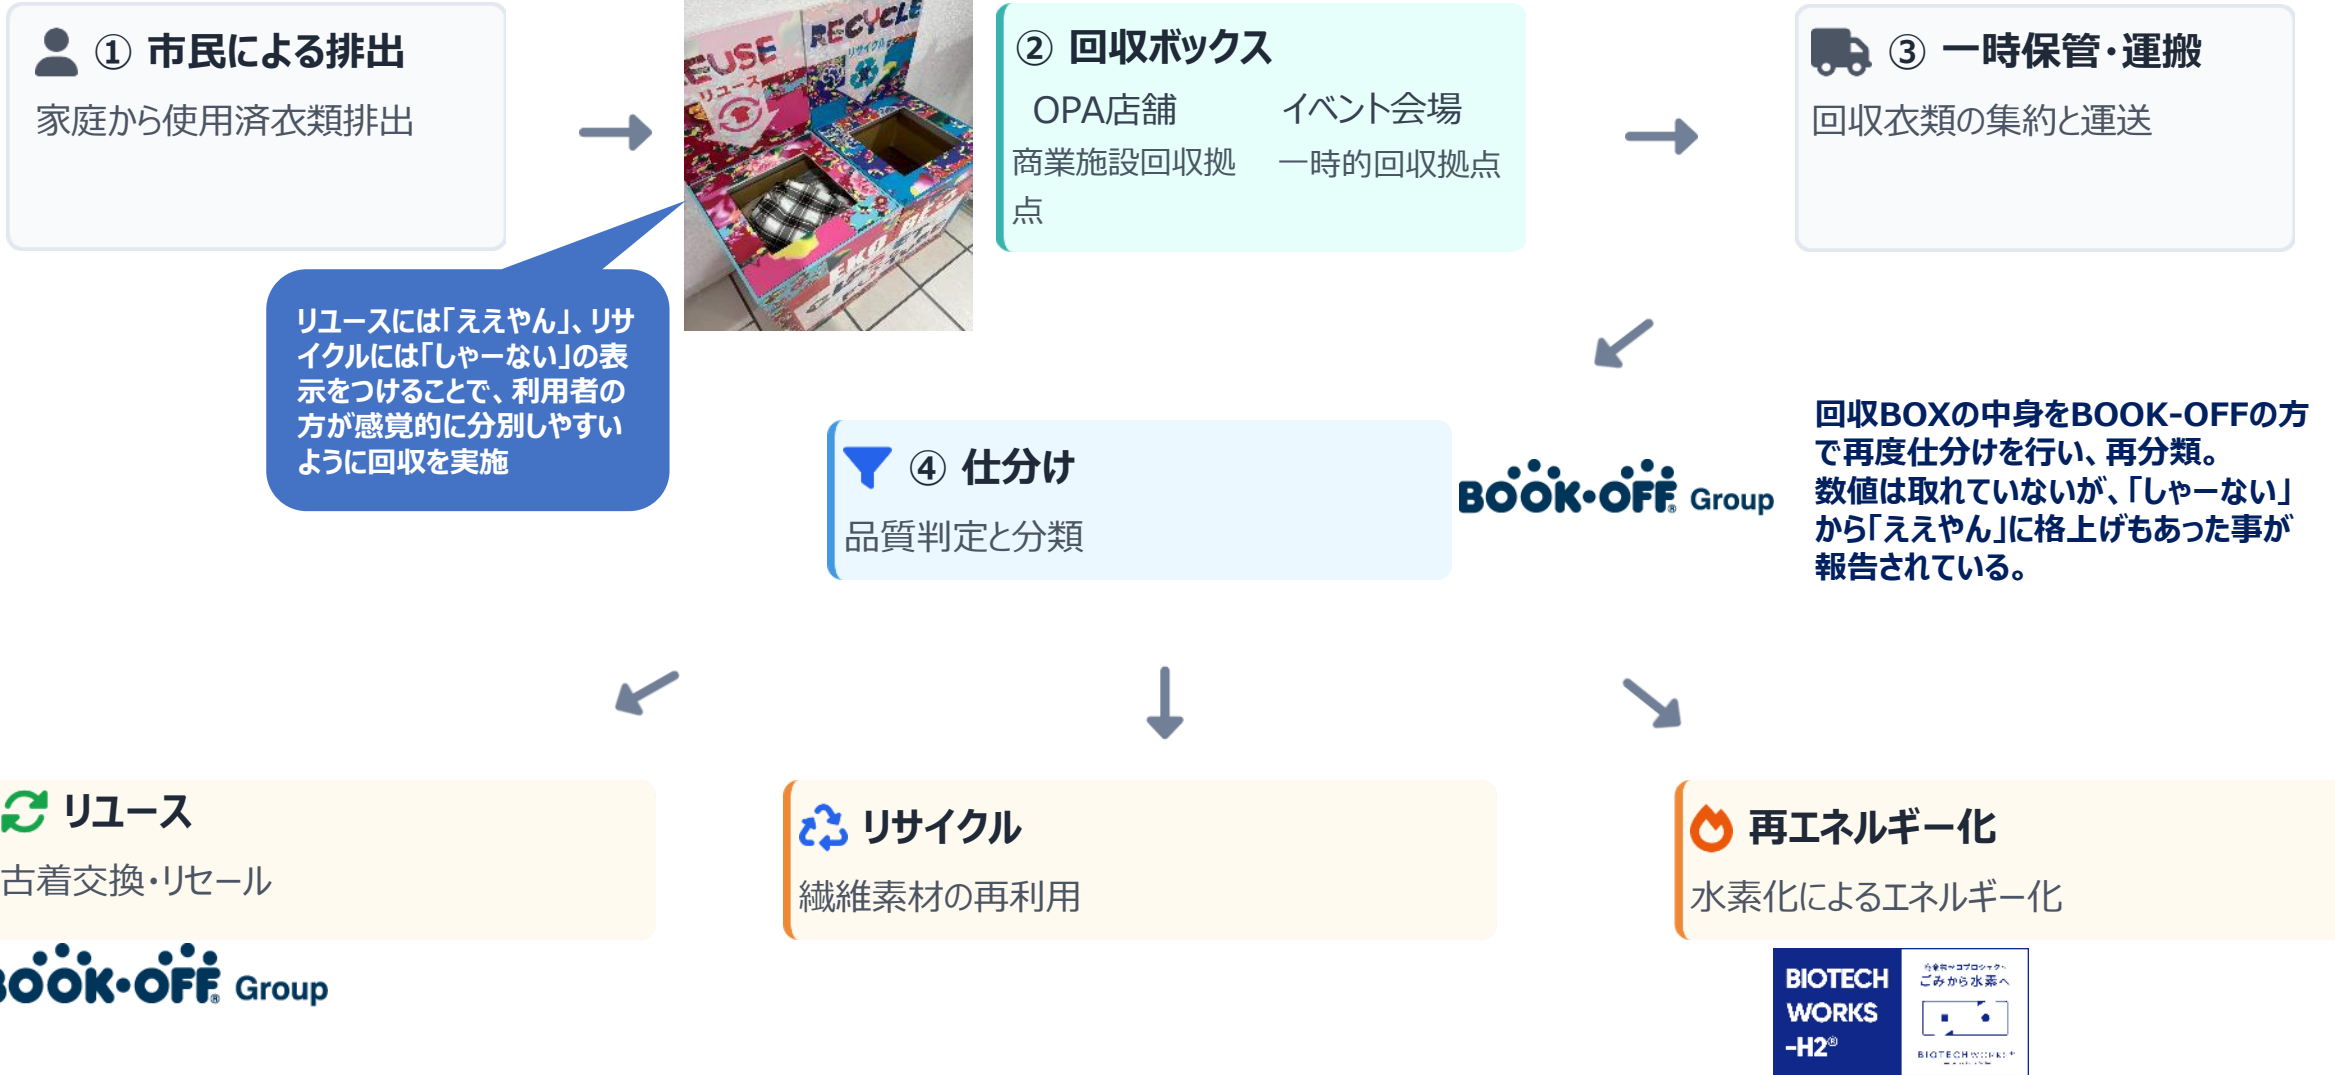 ① 市民による排出
家庭から使用済衣類排出
REUSE
リユース
RECYCLE
リサイクル
② 回収ボックス
OPA店舗
商業施設回収拠
点
イベント会場
一時的回収拠点
③ 一時保管・運搬
回収衣類の集約と運送
リユースには「ええやん」、リサ
イクルには「しゃーない」の表
示をつけることで、利用者の
方が感覚的に分別しやすい
ように回収を実施
④ 仕分け
品質判定と分類
BOOK・OFF® Group
回収BOXの中身をBOOK-OFFの方
で再度仕分けを行い、再分類。
数値は取れていないが、「しゃーない」
から「ええやん」に格上げもあった事が
報告されている。
リユース
古着交換・リセール
BOOK・OFF® Group
リサイクル
繊維素材の再利用
再エネルギー化
水素化によるエネルギー化
BIOTECH
WORKS
-H2®
ごみから水素へ